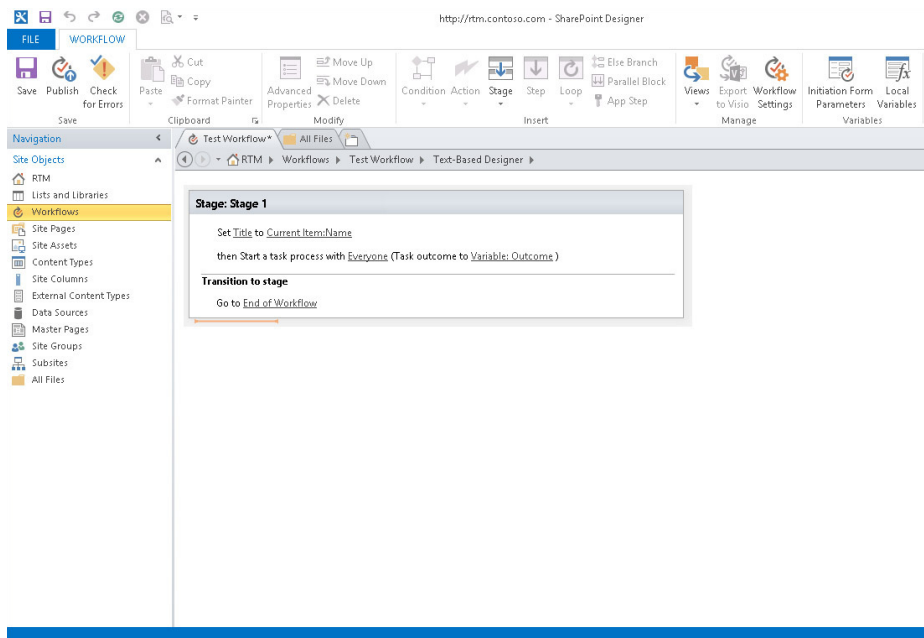 http://rtm.contoso.com - SharePoint Designer
FILE WORKFLOW
Save Publish Check for Errors
Save
Paste
Cut
Copy
Format Painter
Clipboard
Advanced Properties
Move Up
Move Down
Delete
Modify
Condition Action Stage Step Loop
Else Branch
Parallel Block
App Step
Insert
Views Export to Visio Workflow Settings
Manage
Initiation Form Parameters Local Variables
Variables
Navigation
Site Objects
RTM
Lists and Libraries
Workflows
Site Pages
Site Assets
Content Types
Site Columns
External Content Types
Data Sources
Master Pages
Site Groups
Subsites
All Files
Test Workflow* All Files
RTM Workflows Test Workflow Text-Based Designer
Stage: Stage 1
Set Title to Current Item:Name
then Start a task process with Everyone (Task outcome to Variable: Outcome )
Transition to stage
Go to End of Workflow